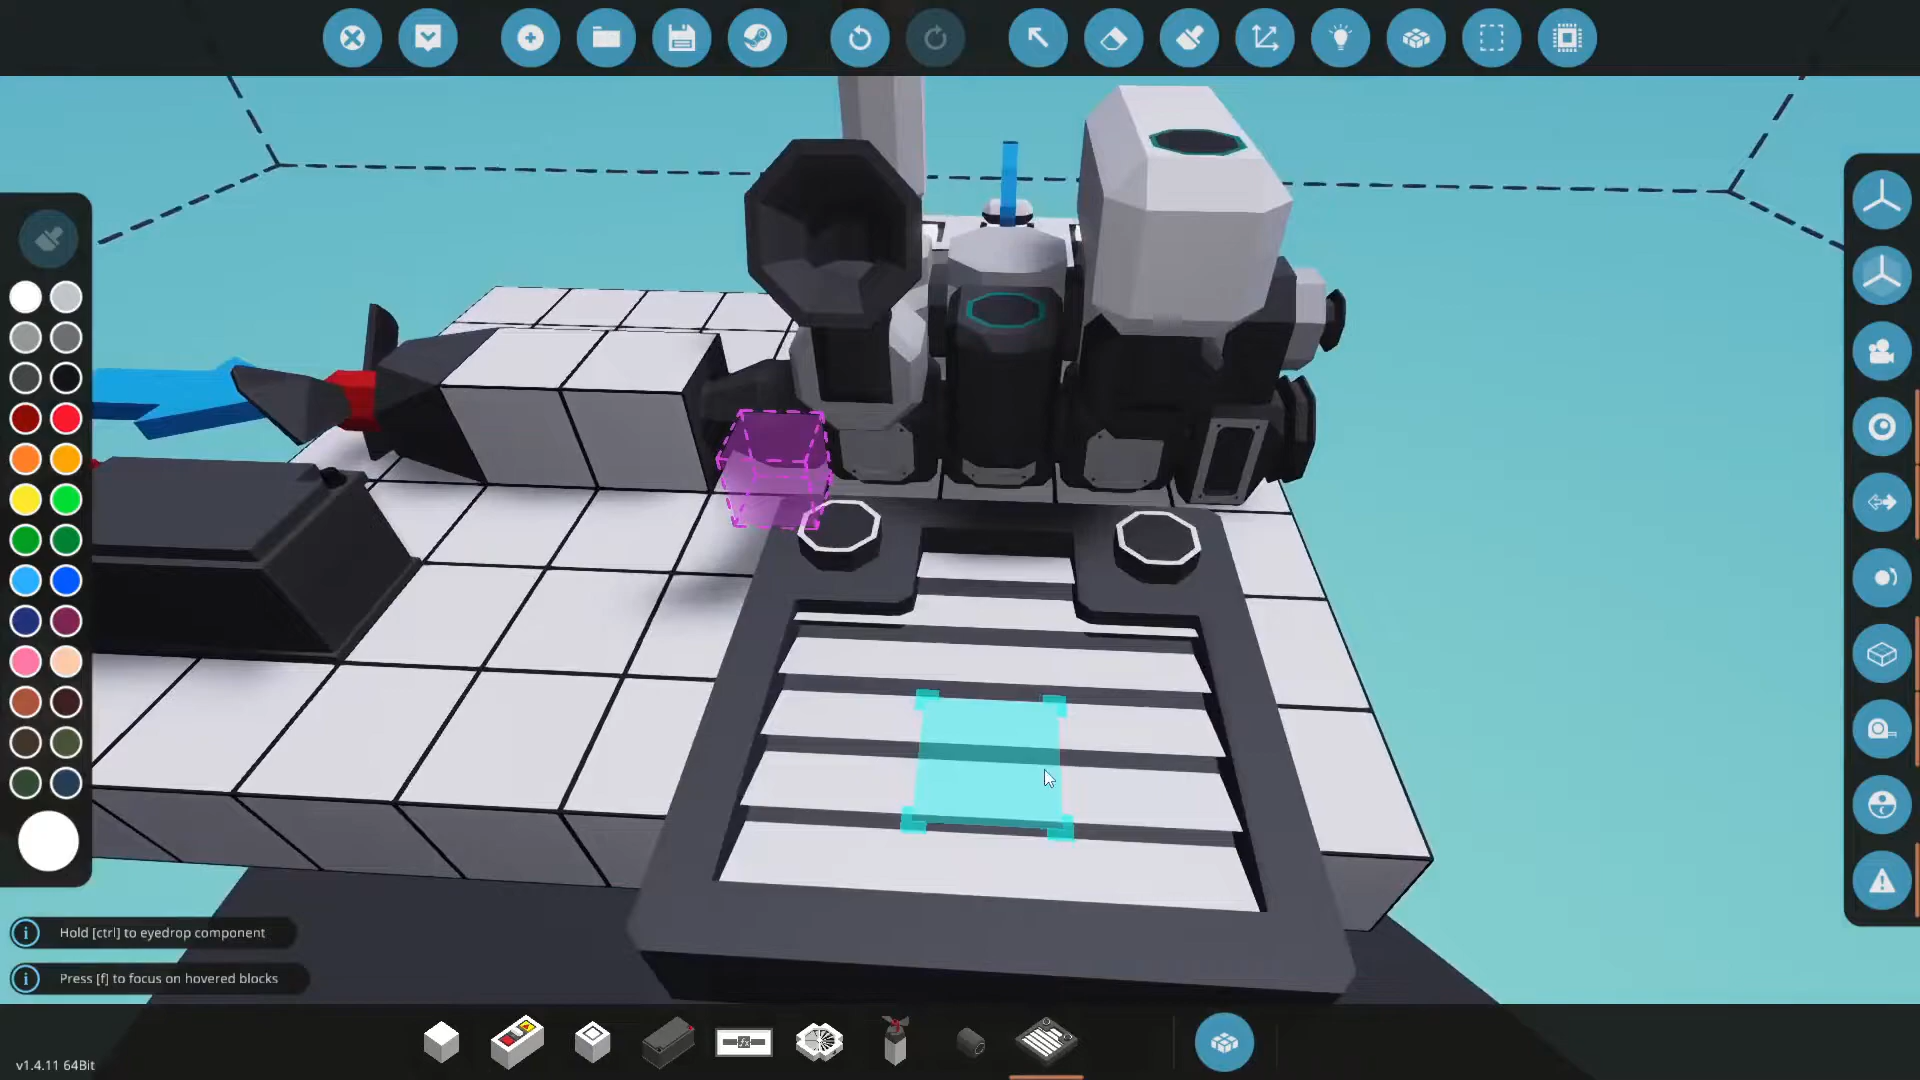 Hold [ctrl] to eyedrop component
Press [f] to focus on hovered blocks
v1.4.11 64Bit